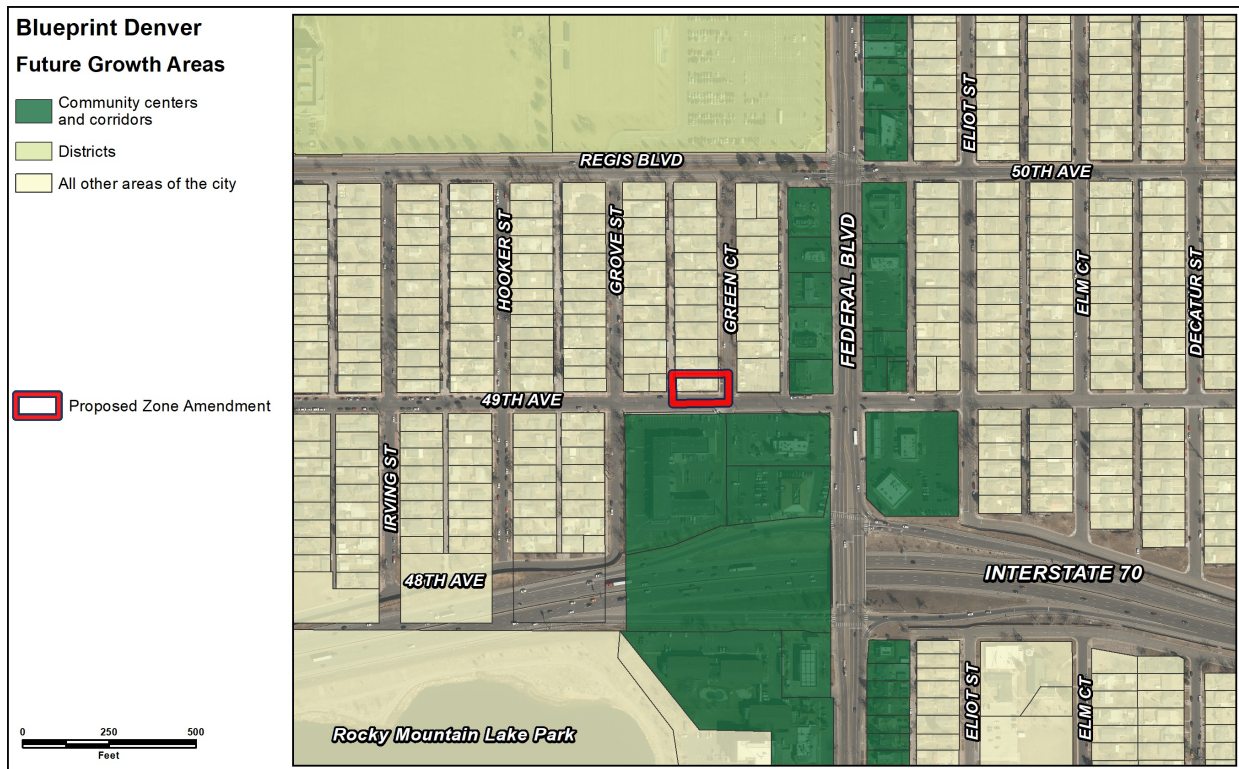 Blueprint Denver
Future Growth Areas
Community centers
and corridors
Districts
All other areas of the city
Proposed Zone Amendment
0 250 500
Feet
REGIS BLVD
50TH AVE
ELIOT ST
HOOKER ST
GROVE ST
GREEN CT
FEDERAL BLVD
ELM CT
DECATUR ST
49TH AVE
IRVING ST
48TH AVE
INTERSTATE 70
Rocky Mountain Lake Park
ELIOT ST
ELM CT